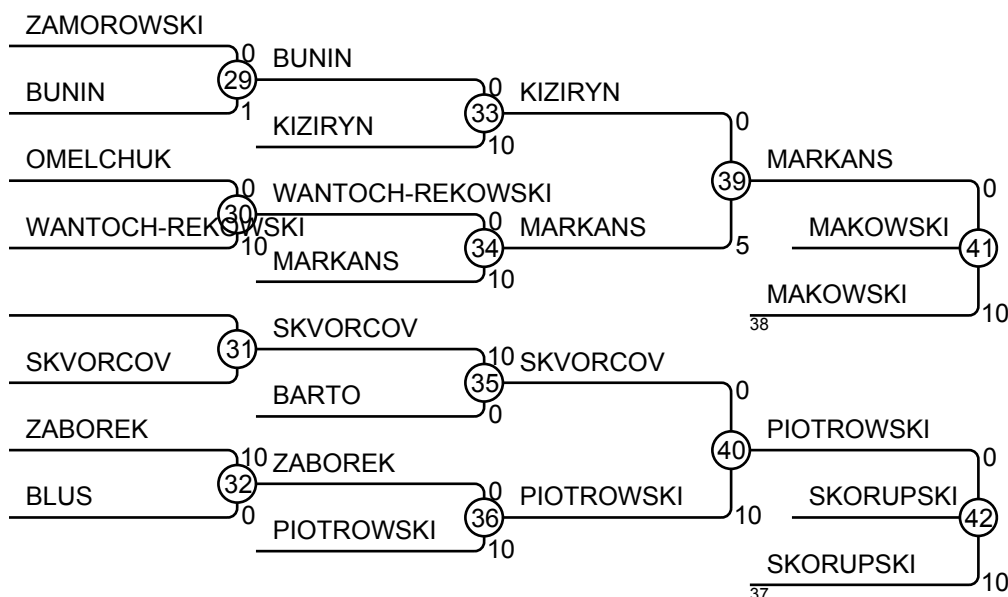 ZAMOROWSKI
0
29
BUNIN
1
BUNIN
0
33
KIZIRYN
10
KIZIRYN
0
OMELCHUK
0
30
WANTOCH-REKOWSKI
10
WANTOCH-REKOWSKI
0
34
MARKANS
10
MARKANS
5
39
MARKANS
0
MAKOWSKI
41
MAKOWSKI
38
10
31
SKVORCOV
SKVORCOV
10
35
BARTO
0
SKVORCOV
0
ZABOREK
10
32
BLUS
0
ZABOREK
0
36
PIOTROWSKI
10
PIOTROWSKI
10
40
PIOTROWSKI
0
SKORUPSKI
42
SKORUPSKI
37
10